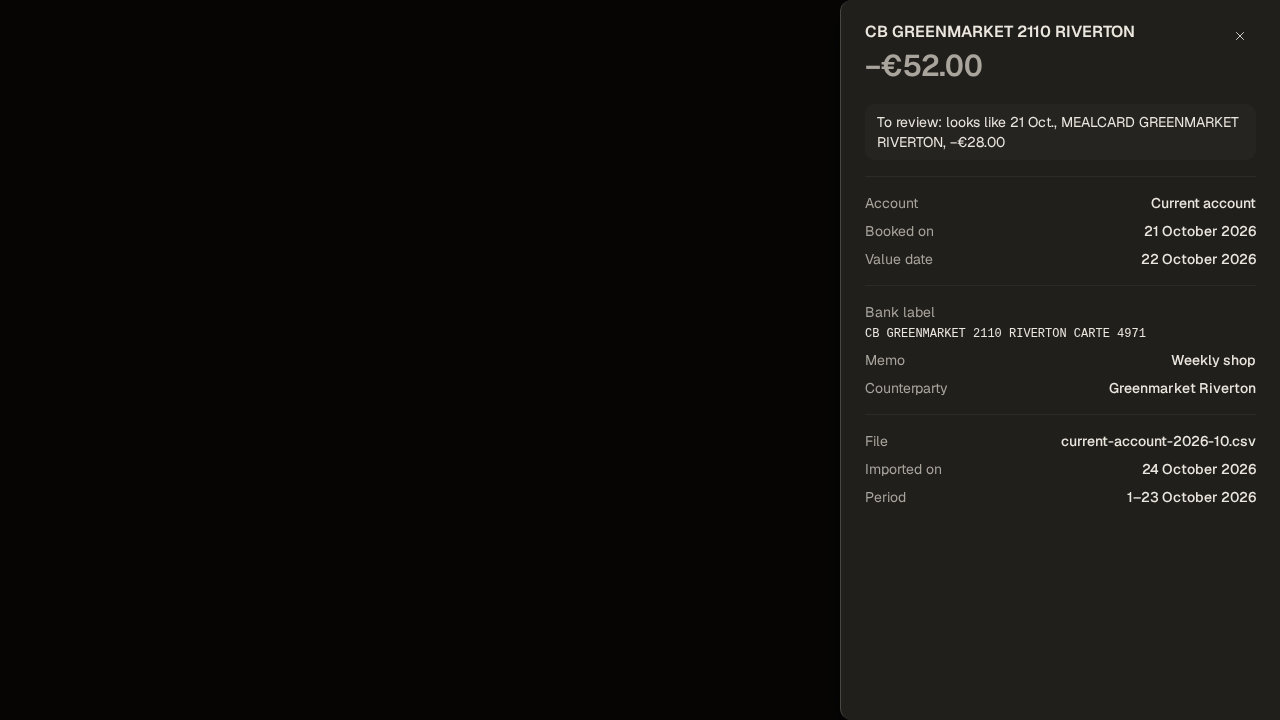 CB GREENMARKET 2110 RIVERTON
−€52.00
To review: looks like 21 Oct., MEALCARD GREENMARKET
RIVERTON, −€28.00
Account Current account
Booked on 21 October 2026
Value date 22 October 2026
Bank label
CB GREENMARKET 2110 RIVERTON CARTE 4971
Memo Weekly shop
Counterparty Greenmarket Riverton
File current-account-2026-10.csv
Imported on 24 October 2026
Period 1–23 October 2026